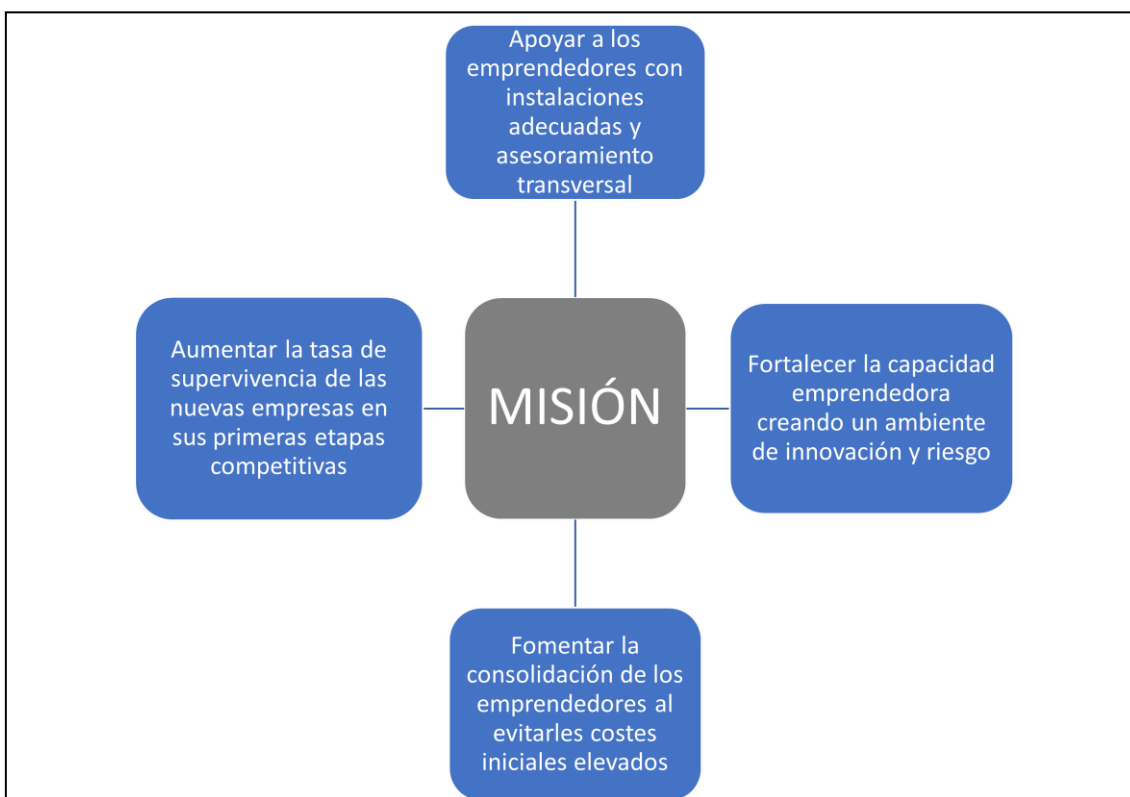 Apoyar a los
emprendedores con
instalaciones
adecuadas y
asesoramiento
transversal
Aumentar la tasa de
supervivencia de las
nuevas empresas en
sus primeras etapas
competitivas
MISIÓN
Fortalecer la capacidad
emprendedora
creando un ambiente
de innovación y riesgo
Fomentar la
consolidación de los
emprendedores al
evitarles costes
iniciales elevados